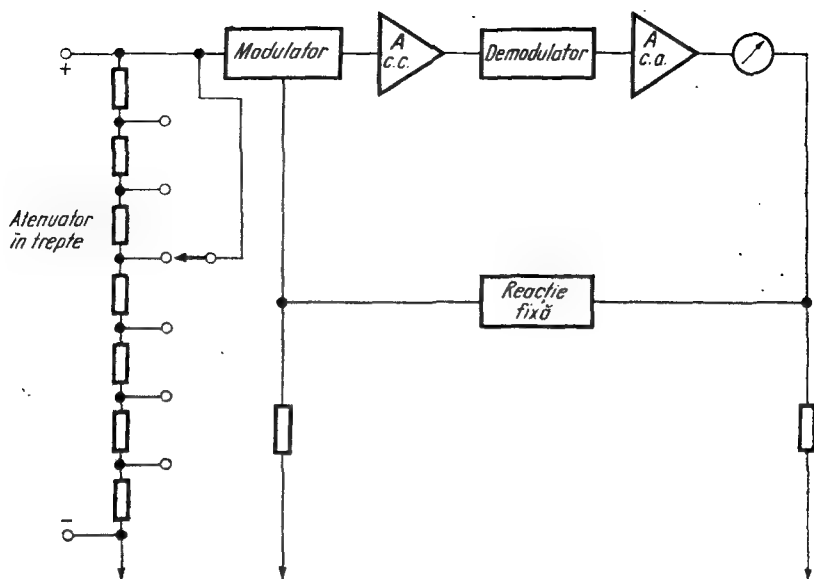 +
Modulator
A
c.c.
Demodulator
A
c.a.
Atenuator
în trepte
Reacție
fixă
−